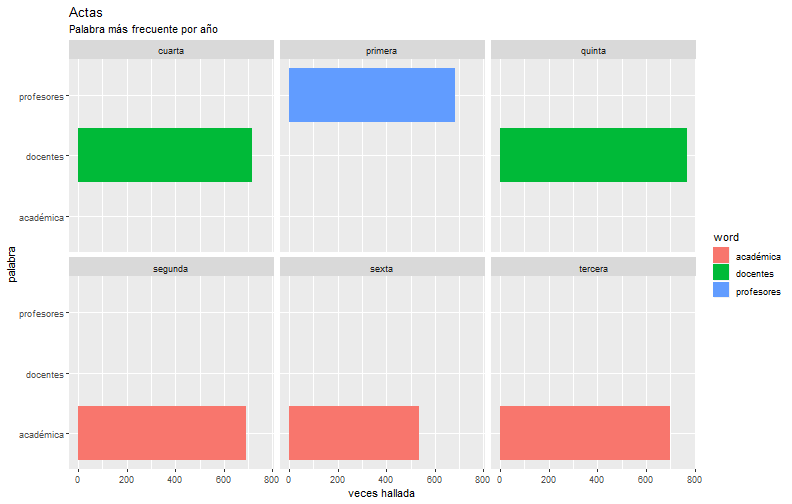 Actas
Palabra más frecuente por año
cuarta
primera
quinta
profesores
docentes
académica
segunda
sexta
tercera
profesores
docentes
académica
palabra
0 200 400 600 800
0 200 400 600 800
0 200 400 600 800
veces hallada
word
académica
docentes
profesores